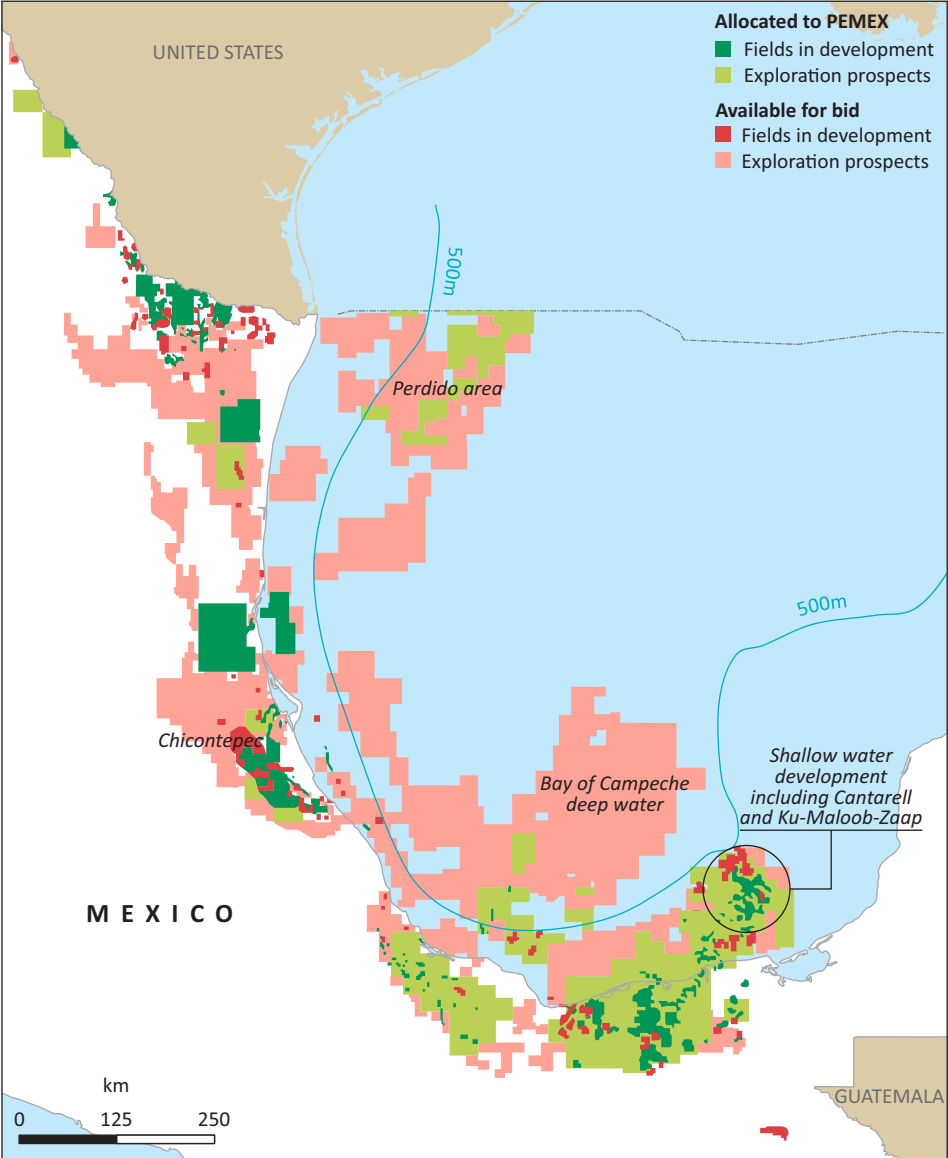 UNITED STATES
Allocated to PEMEX
Fields in development
Exploration prospects
Available for bid
Fields in development
Exploration prospects
500m
Perdido area
500m
Chicontepec
Bay of Campeche
deep water
Shallow water
development
including Cantarell
and Ku-Maloob-Zaap
MEXICO
GUATEMALA
km
0 125 250